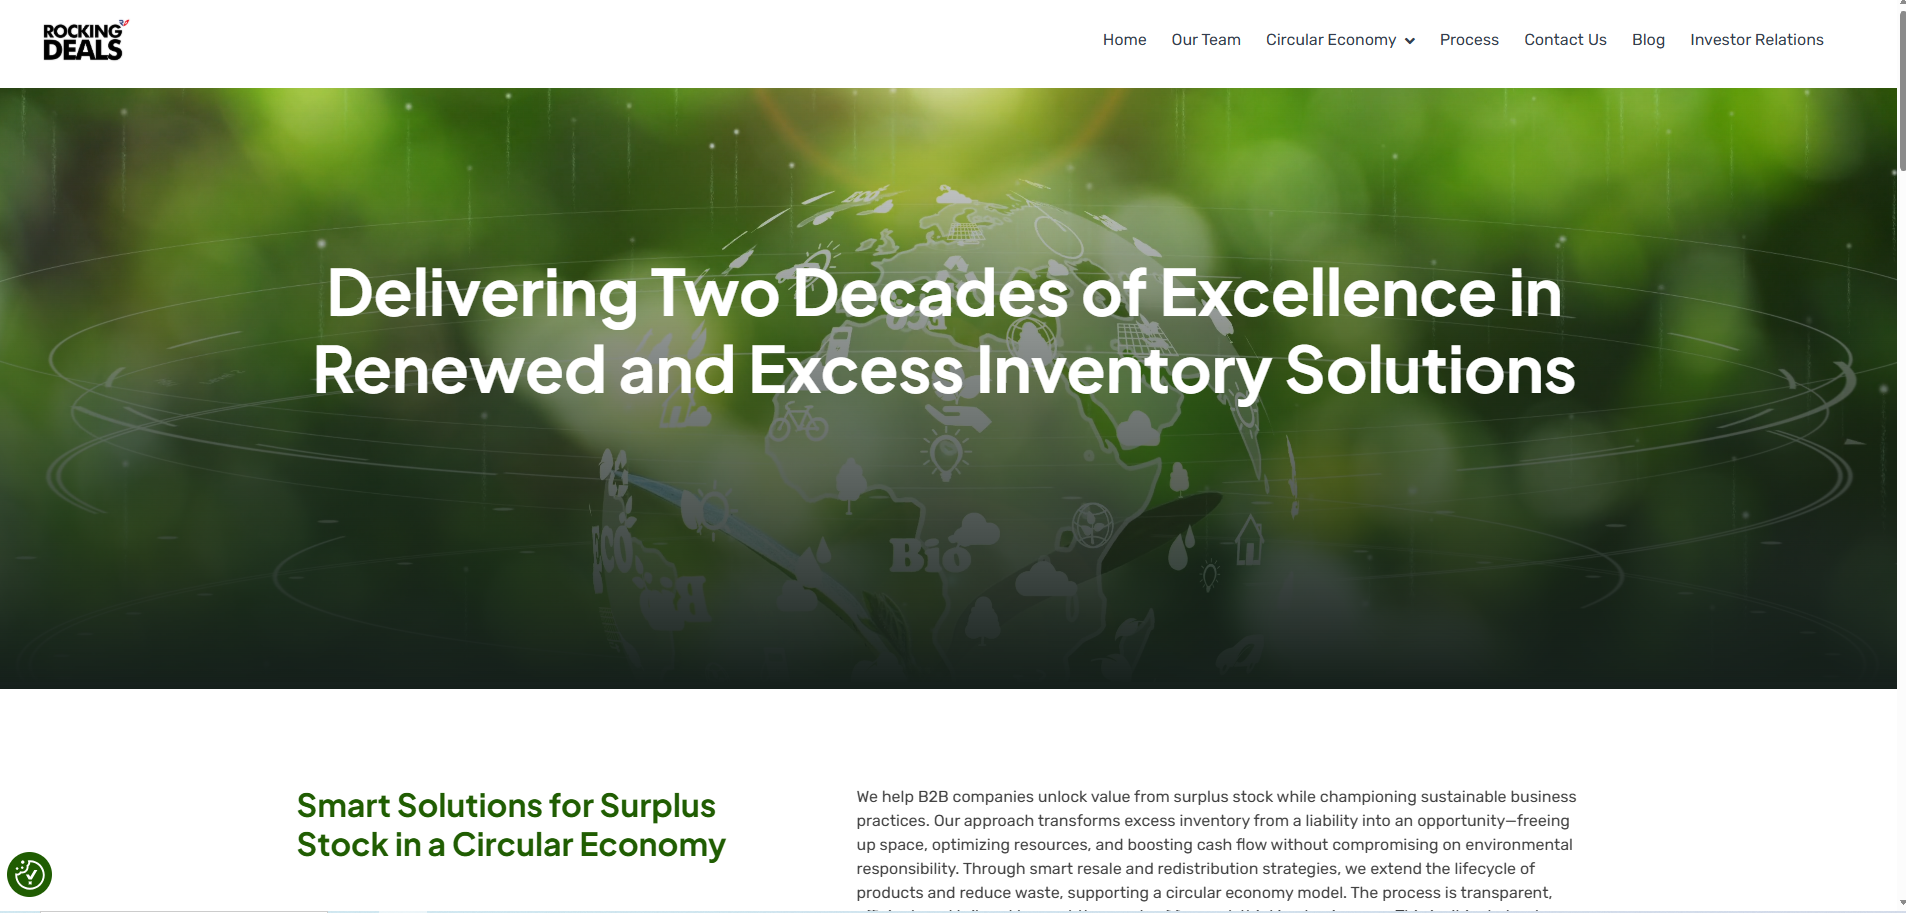 ROCKING
DEALS
Home
Our Team
Circular Economy
Process
Contact Us
Blog
Investor Relations
ECO
Delivering Two Decades of Excellence in
Renewed and Excess Inventory Solutions
ECO
Bio
Smart Solutions for Surplus
Stock in a Circular Economy
We help B2B companies unlock value from surplus stock while championing sustainable business
practices. Our approach transforms excess inventory from a liability into an opportunity—freeing
up space, optimizing resources, and boosting cash flow without compromising on environmental
responsibility. Through smart resale and redistribution strategies, we extend the lifecycle of
products and reduce waste, supporting a circular economy model. The process is transparent,